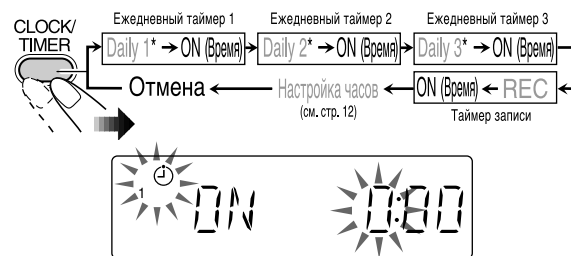 CLOCK/
TIMER
Ежедневный таймер 1 Ежедневный таймер 2 Ежедневный таймер 3
Daily 1* ON (Время) Daily 2* ON (Время) Daily 3* ON (Время)
Отмена Настройка часов ON (Время) REC
(см. стр. 12) Таймер записи
1 ON 0:00